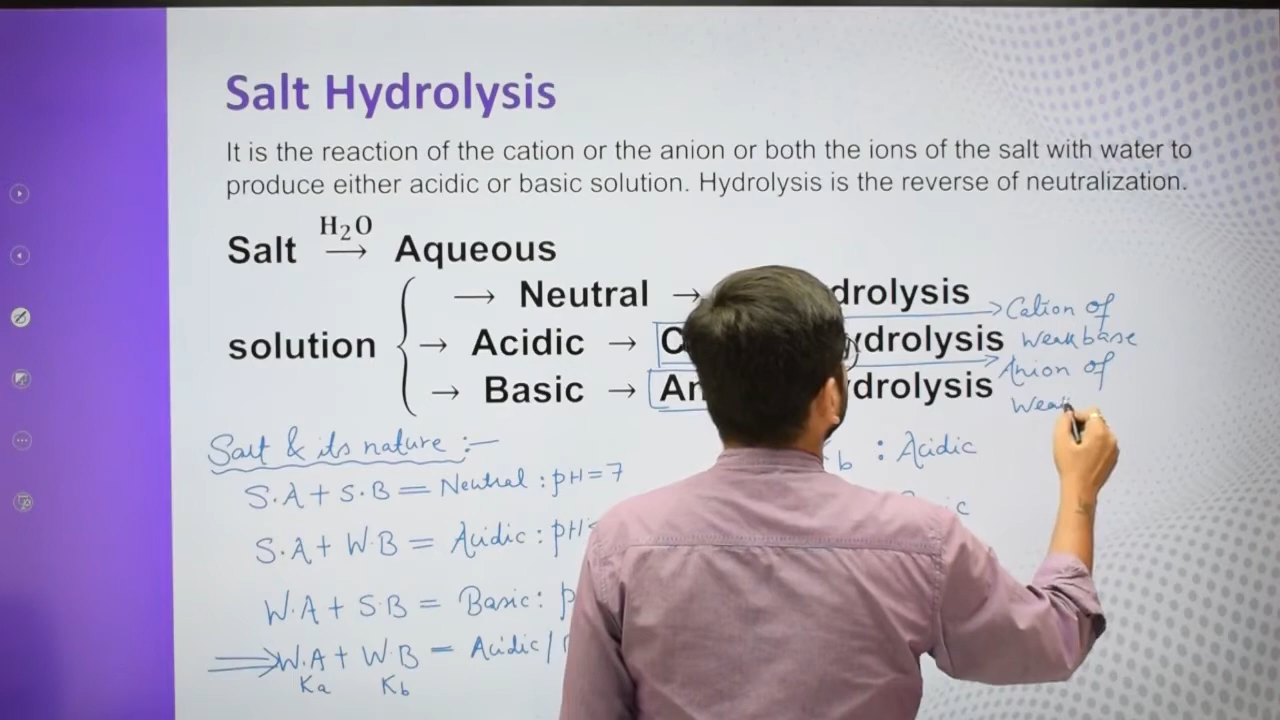 Salt Hydrolysis
It is the reaction of the cation or the anion or both the ions of the salt with water to
produce either acidic or basic solution. Hydrolysis is the reverse of neutralization.
Salt H₂O → Aqueous
→ Neutral → drolysis
→ Cation of
solution → Acidic → C ydrolysis weak base
→ Anion of
→ Basic → An drolysis
Salt & its nature :-
b : Acidic
S.A + S.B = Neutral : pH = 7
c
S.A + W.B = Acidic : pH
W.A + S.B = Basic : p
⇒ W.A + W.B = Acidic /
Ka Kb